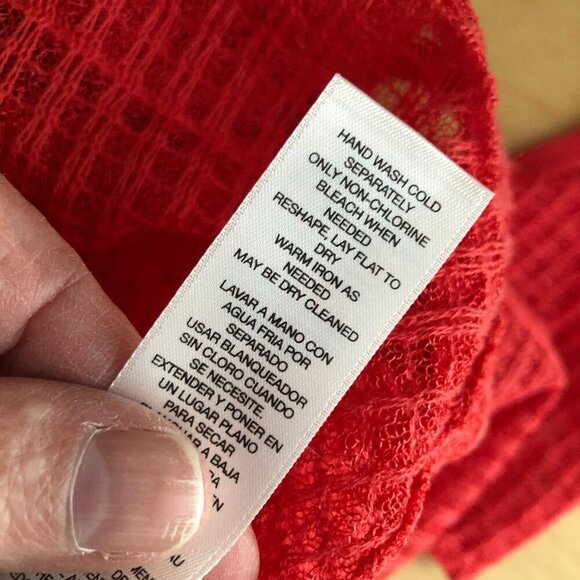 HAND WASH COLD
SEPARATELY
ONLY NON-CHLORINE
BLEACH WHEN
NEEDED
RESHAPE, LAY FLAT TO
DRY
WARM IRON AS
NEEDED
MAY BE DRY CLEANED
LAVAR A MANO CON
AGUA FRIA POR
SEPARADO
USAR BLANQUEADOR
SIN CLORO CUANDO
SE NECESITE.
EXTENDER Y PONER EN
UN LUGAR PLANO
PARA SECAR
A BAJA